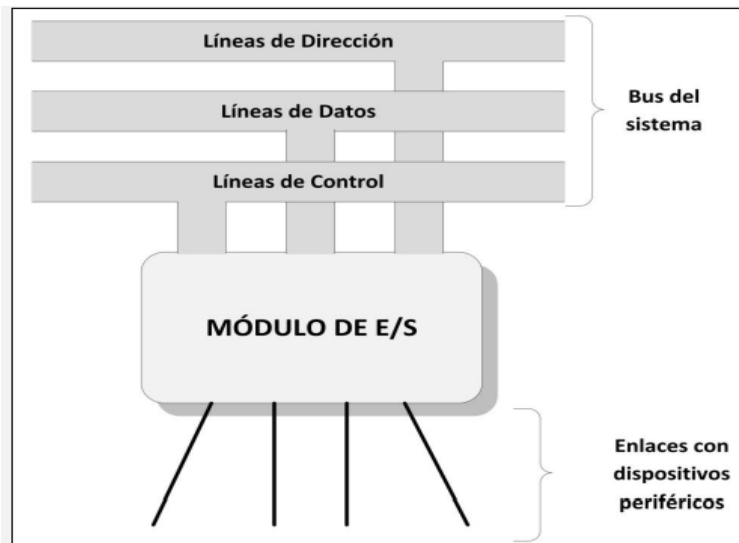 Líneas de Dirección
Líneas de Datos
Líneas de Control
Bus del
sistema
MÓDULO DE E/S
Enlaces con
dispositivos
periféricos